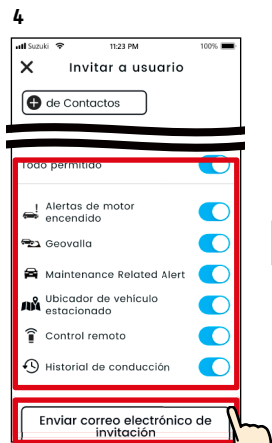 4
Suzuki 11:23 PM 100%
Invitar a usuario
de Contactos
Todo permitido
Alertas de motor
encendido
Geovalla
Maintenance Related Alert
Ubicador de vehículo
estacionado
Control remoto
Historial de conducción
Enviar correo electrónico de
invitación